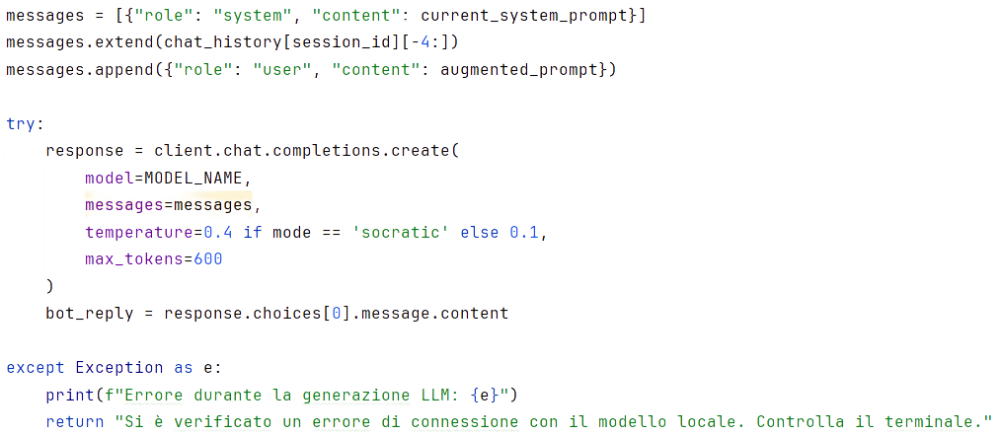 messages = [{"role": "system", "content": current_system_prompt}]
messages.extend(chat_history[session_id][-4:])
messages.append({"role": "user", "content": augmented_prompt})

try:
    response = client.chat.completions.create(
        model=MODEL_NAME,
        messages=messages,
        temperature=0.4 if mode == 'socratic' else 0.1,
        max_tokens=600
    )
    bot_reply = response.choices[0].message.content

except Exception as e:
    print(f"Errore durante la generazione LLM: {e}")
    return "Si è verificato un errore di connessione con il modello locale. Controlla il terminale."